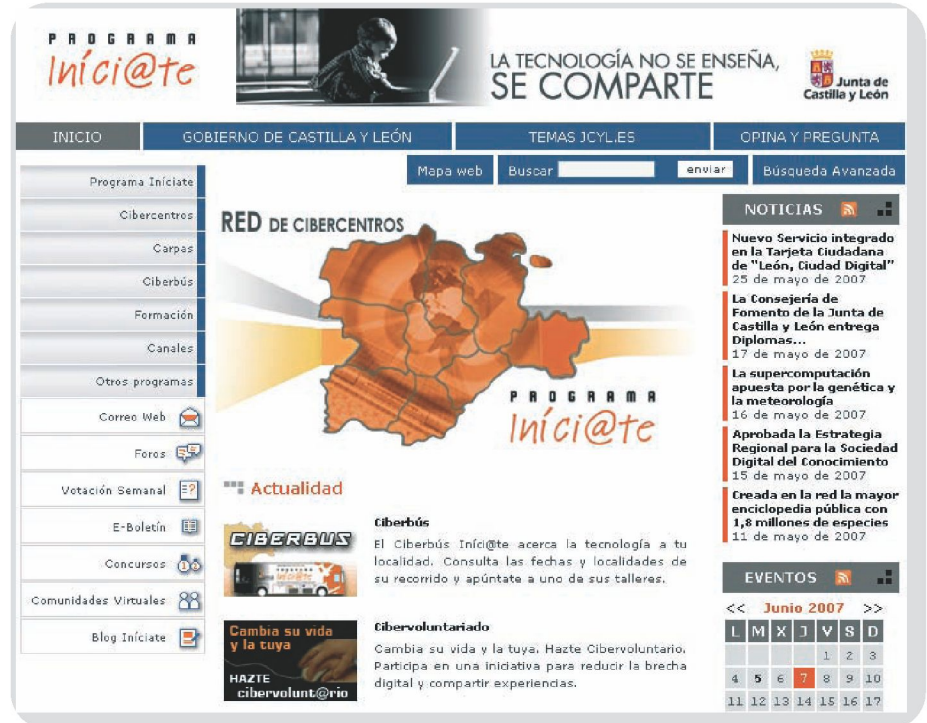 PROGRAMA
Iníci@te
LA TECNOLOGÍA NO SE ENSEÑA,
SE COMPARTE
Junta de
Castilla y León
INICIO GOBIERNO DE CASTILLA Y LEÓN TEMAS JCYL.ES OPINA Y PREGUNTA
Mapa web Buscar enviar Búsqueda Avanzada
Programa Iníciate
Cibercentros
Carpas
Ciberbús
Formación
Canales
Otros programas
Correo Web
Foros
Votación Semanal
E-Boletín
Concursos
Comunidades Virtuales
Blog Iníciate
RED DE CIBERCENTROS
PROGRAMA
Iníci@te
Actualidad
CIBERBUS
Iníci@te
Ciberbús
El Ciberbús Iníci@te acerca la tecnología a tu
localidad. Consulta las fechas y localidades de
su recorrido y apúntate a uno de sus talleres.
Cambia su vida
y la tuya
HAZTE
cibervolunt@rio
Cibervoluntariado
Cambia su vida y la tuya. Hazte Cibervoluntario.
Participa en una iniciativa para reducir la brecha
digital y compartir experiencias.
NOTICIAS
Nuevo Servicio integrado
en la Tarjeta Ciudadana
de "León, Ciudad Digital"
25 de mayo de 2007
La Consejería de
Fomento de la Junta de
Castilla y León entrega
Diplomas...
17 de mayo de 2007
La supercomputación
apuesta por la genética y
la meteorología
16 de mayo de 2007
Aprobada la Estrategia
Regional para la Sociedad
Digital del Conocimiento
15 de mayo de 2007
Creada en la red la mayor
enciclopedia pública con
1,8 millones de especies
11 de mayo de 2007
EVENTOS
<< Junio 2007 >>
L M X J V S D
1 2 3
4 5 6 7 8 9 10
11 12 13 14 15 16 17